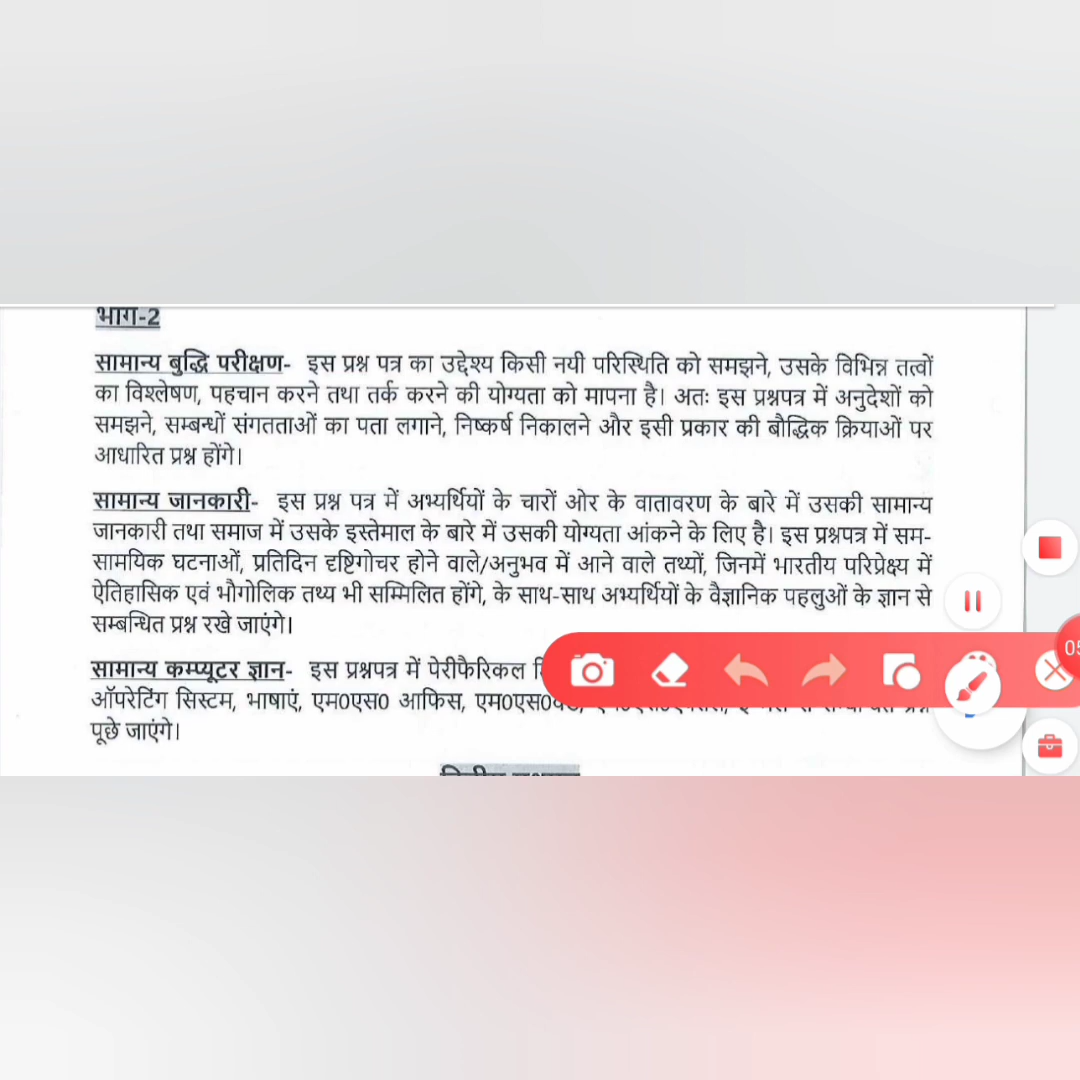 भाग-2
सामान्य बुद्धि परीक्षण- इस प्रश्न पत्र का उद्देश्य किसी नयी परिस्थिति को समझने, उसके विभिन्न तत्वों
का विश्लेषण, पहचान करने तथा तर्क करने की योग्यता को मापना है। अतः इस प्रश्नपत्र में अनुदेशों को
समझने, सम्बन्धों संगतताओं का पता लगाने, निष्कर्ष निकालने और इसी प्रकार की बौद्धिक क्रियाओं पर
आधारित प्रश्न होंगे।
सामान्य जानकारी- इस प्रश्न पत्र में अभ्यर्थियों के चारों ओर के वातावरण के बारे में उसकी सामान्य
जानकारी तथा समाज में उसके इस्तेमाल के बारे में उसकी योग्यता आंकने के लिए है। इस प्रश्नपत्र में सम-
सामयिक घटनाओं, प्रतिदिन दृष्टिगोचर होने वाले/अनुभव में आने वाले तथ्यों, जिनमें भारतीय परिप्रेक्ष्य में
ऐतिहासिक एवं भौगोलिक तथ्य भी सम्मिलित होंगे, के साथ-साथ अभ्यर्थियों के वैज्ञानिक पहलुओं के ज्ञान से
सम्बन्धित प्रश्न रखे जाएंगे।
सामान्य कम्प्यूटर ज्ञान- इस प्रश्नपत्र में पेरीफैरिकल
ऑपरेटिंग सिस्टम, भाषाएं, एम0एस0 आफिस,
पूछे जाएंगे।
05